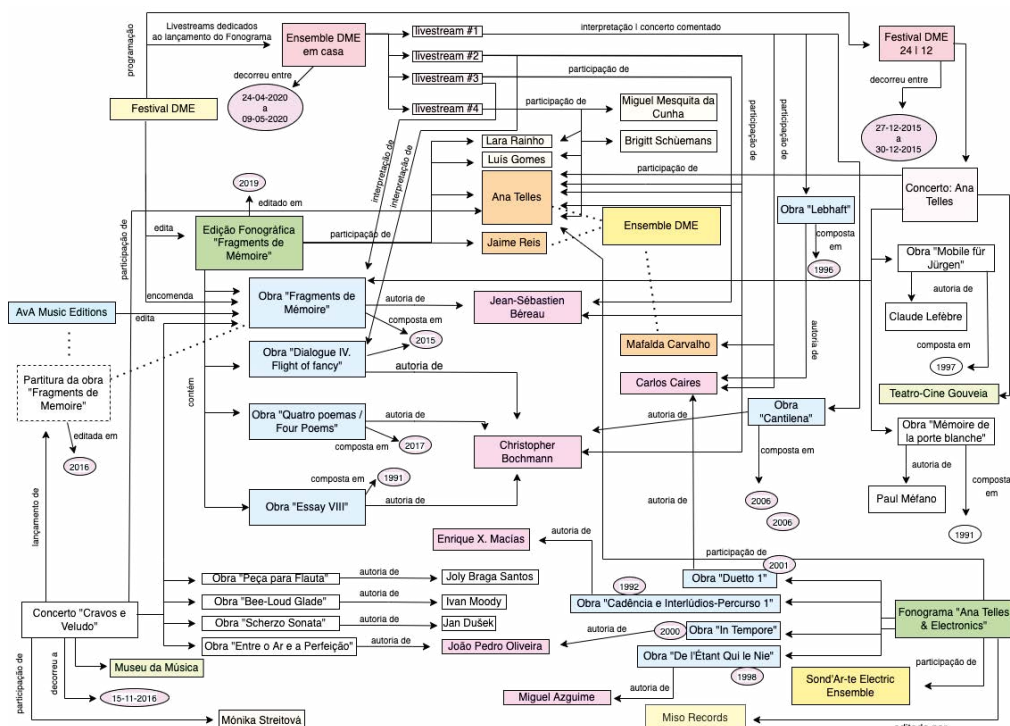 Livestreams dedicados
ao lançamento do Fonograma
programação
Ensemble DME
em casa
livestream #1
livestream #2
livestream #3
livestream #4
interpretação | concerto comentado
Festival DME
24 | 12
decorreu entre
24-04-2020
a
09-05-2020
Festival DME
participação de
participação de
Miguel Mesquita da
Cunha
Brigitt Schùemans
participação de
participação de
decorreu entre
27-12-2015
a
30-12-2015
Lara Rainho
Luis Gomes
Ana Telles
Jaime Reis
interpretação de
interpretação de
participação de
Concerto: Ana
Telles
2019
editado em
participação de
edita
Edição Fonográfica
"Fragments de
Mémoire"
participação de
Ensemble DME
Obra "Lebhaft"
composta
em
1996
Obra "Mobile für
Jürgen"
autoria de
Claude Lefèbre
composta em
1997
Teatro-Cine Gouveia
encomenda
AvA Music Editions
edita
Obra "Fragments de
Mémoire"
autoria de
composta em
2015
Jean-Sébastien
Béreau
Mafalda Carvalho
autoria de
Partitura da obra
"Fragments de
Memoire"
editada em
2016
contém
Obra "Dialogue IV.
Flight of fancy"
autoria de
Carlos Caires
Obra
"Cantilena"
autoria de
composta em
2006
2006
Obra "Quatro poemas /
Four Poems"
autoria de
composta em
2017
Christopher
Bochmann
Obra "Mémoire de
la porte blanche"
autoria de
Paul Méfano
composta
em
1991
1991
composta em
Obra "Essay VIII"
autoria de
autoria de
lançamento de
Enrique X. Macías
autoria de
participação de
2001
Obra "Duetto 1"
1992
Obra "Cadência e Interlúdios-Percurso 1"
2000
Obra "In Tempore"
autoria de
Obra "De l'Étant Qui le Nie"
1998
Fonograma "Ana Telles
& Electronics"
participação de
Sond'Ar-te Electric
Ensemble
Concerto "Cravos e
Veludo"
Obra "Peça para Flauta"
autoria de
Joly Braga Santos
Obra "Bee-Loud Glade"
autoria de
Ivan Moody
Obra "Scherzo Sonata"
autoria de
Jan Dušek
Obra "Entre o Ar e a Perfeição"
autoria de
João Pedro Oliveira
participação de
decorreu a
Museu da Música
15-11-2016
Mónika Streitová
Miguel Azguime
autoria de
Miso Records